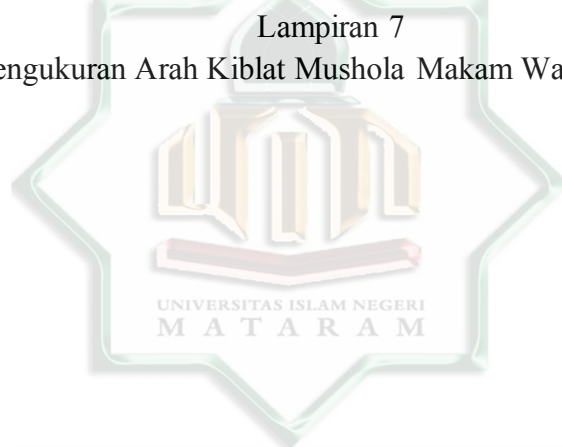 Lampiran 7
engukuran Arah Kiblat Mushola Makam Wa
UNIVERSITAS ISLAM NEGERI
MATARAM